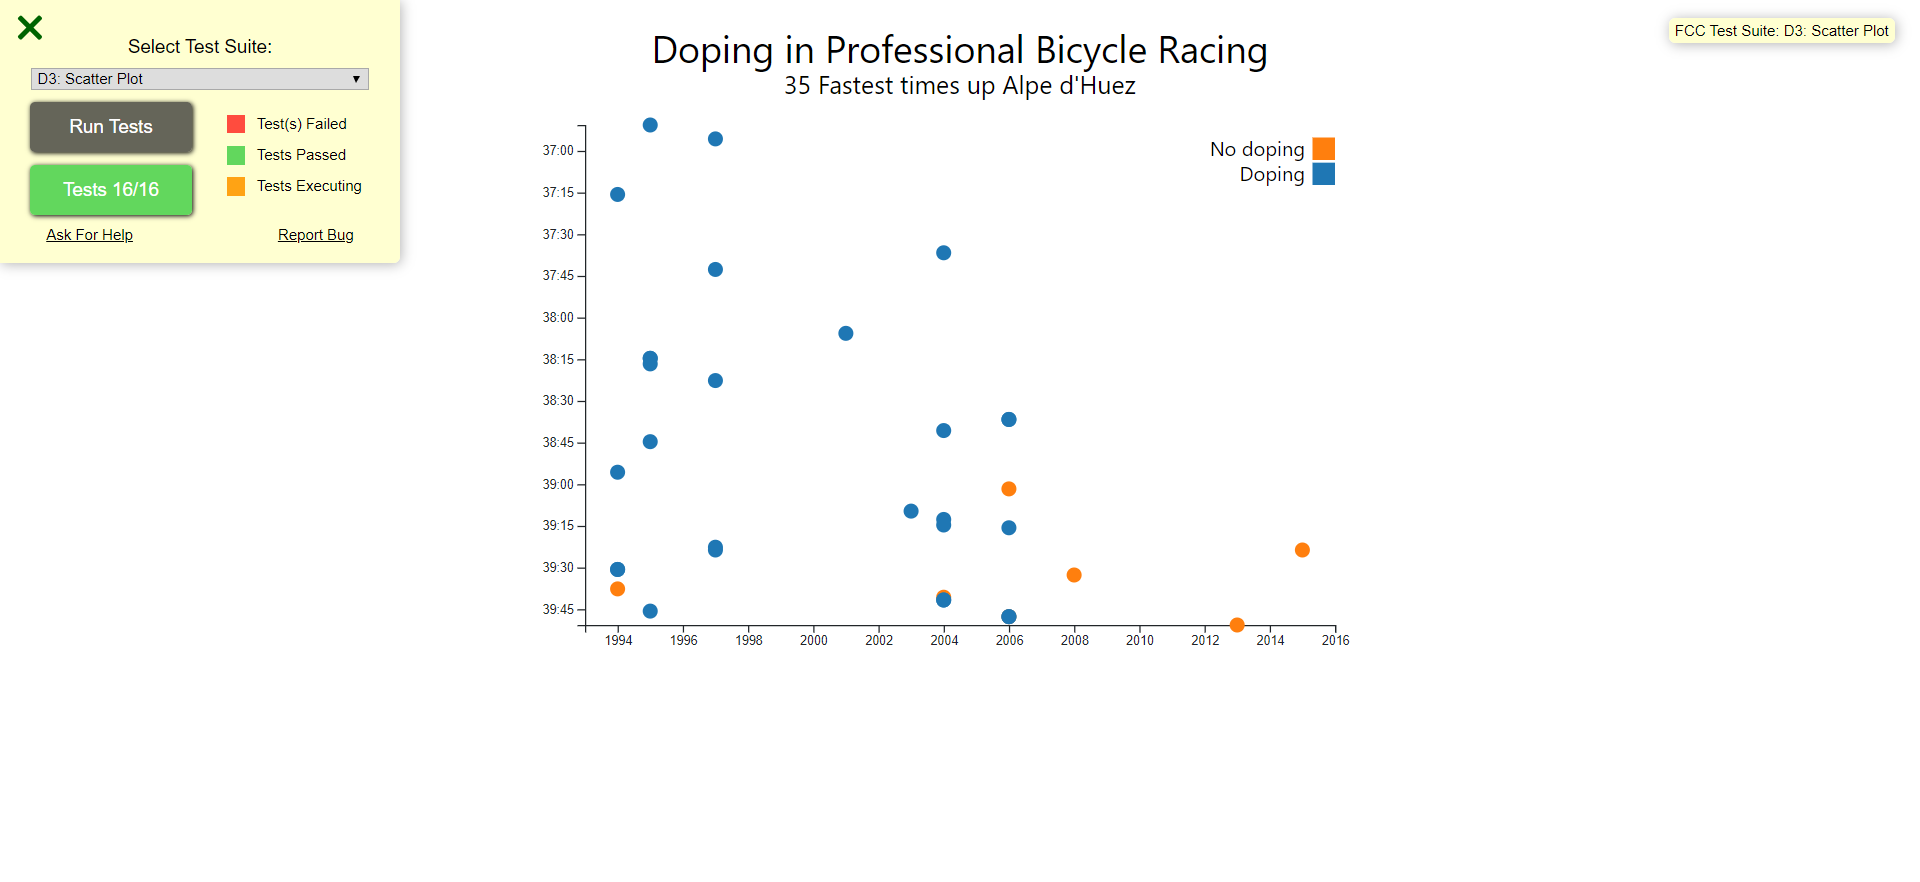 Select Test Suite:
D3: Scatter Plot
Run Tests
Tests 16/16
Test(s) Failed
Tests Passed
Tests Executing
Ask For Help
Report Bug
Doping in Professional Bicycle Racing
35 Fastest times up Alpe d'Huez
FCC Test Suite: D3: Scatter Plot
No doping
Doping
37:00
37:15
37:30
37:45
38:00
38:15
38:30
38:45
39:00
39:15
39:30
39:45
1994 1996 1998 2000 2002 2004 2006 2008 2010 2012 2014 2016